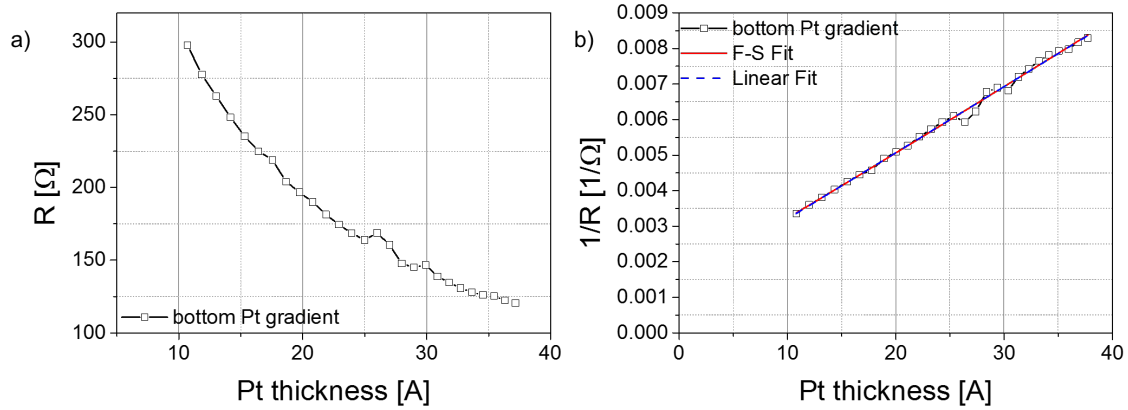 a)
300
250
200
150
100
R [Ω]
bottom Pt gradient
10 20 30 40
Pt thickness [A]
b)
0.009
0.008
0.007
0.006
0.005
0.004
0.003
0.002
0.001
0.000
1/R [1/Ω]
bottom Pt gradient
F-S Fit
Linear Fit
0 10 20 30 40
Pt thickness [A]